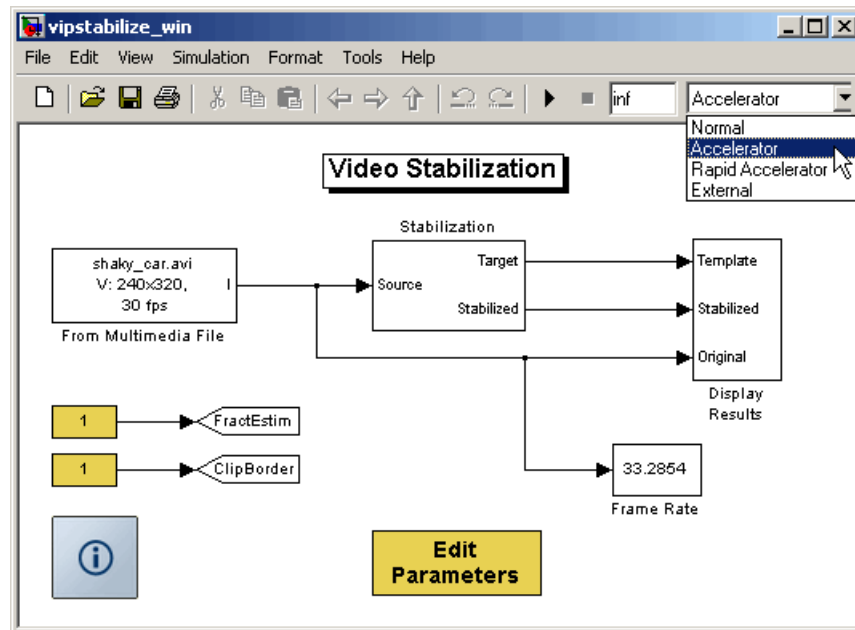 vipstabilize_win
File Edit View Simulation Format Tools Help
inf
Accelerator
Normal
Accelerator
Rapid Accelerator
External
Video Stabilization
Stabilization
shaky_car.avi
V: 240x320,
30 fps
I
From Multimedia File
Source
Target
Stabilized
Template
Stabilized
Original
Display
Results
1
FractEstim
1
ClipBorder
33.2854
Frame Rate
i
Edit
Parameters